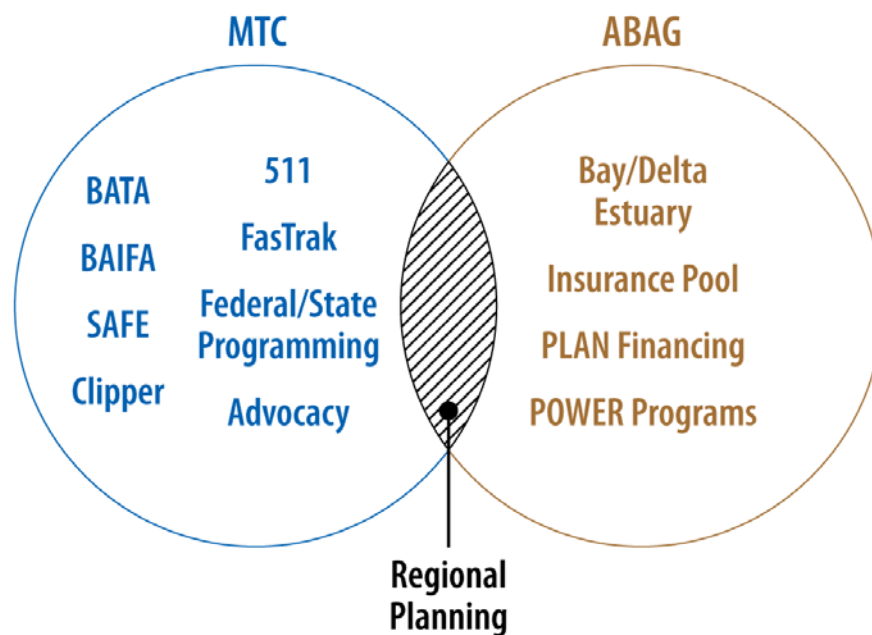 MTC
ABAG
BATA
BAIFA
SAFE
Clipper
511
FasTrak
Federal/State
Programming
Advocacy
Bay/Delta
Estuary
Insurance Pool
PLAN Financing
POWER Programs
Regional
Planning